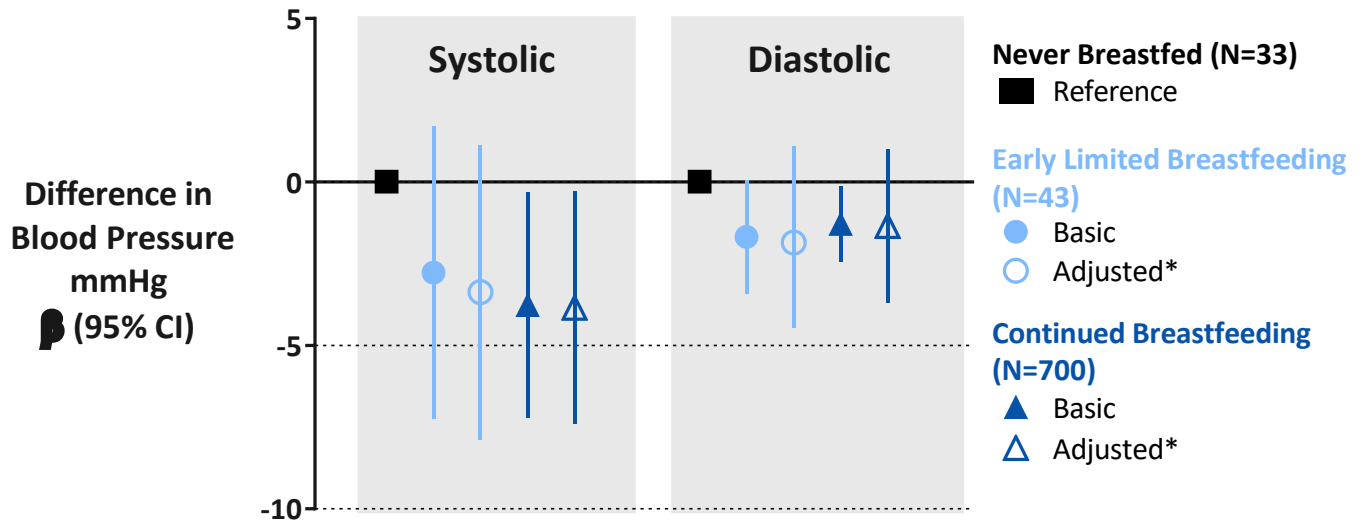 5
0
-5
-10
Difference in
Blood Pressure
mmHg
β (95% CI)
Systolic
Diastolic
Never Breastfed (N=33)
Reference
Early Limited Breastfeeding
(N=43)
Basic
Adjusted*
Continued Breastfeeding
(N=700)
Basic
Adjusted*